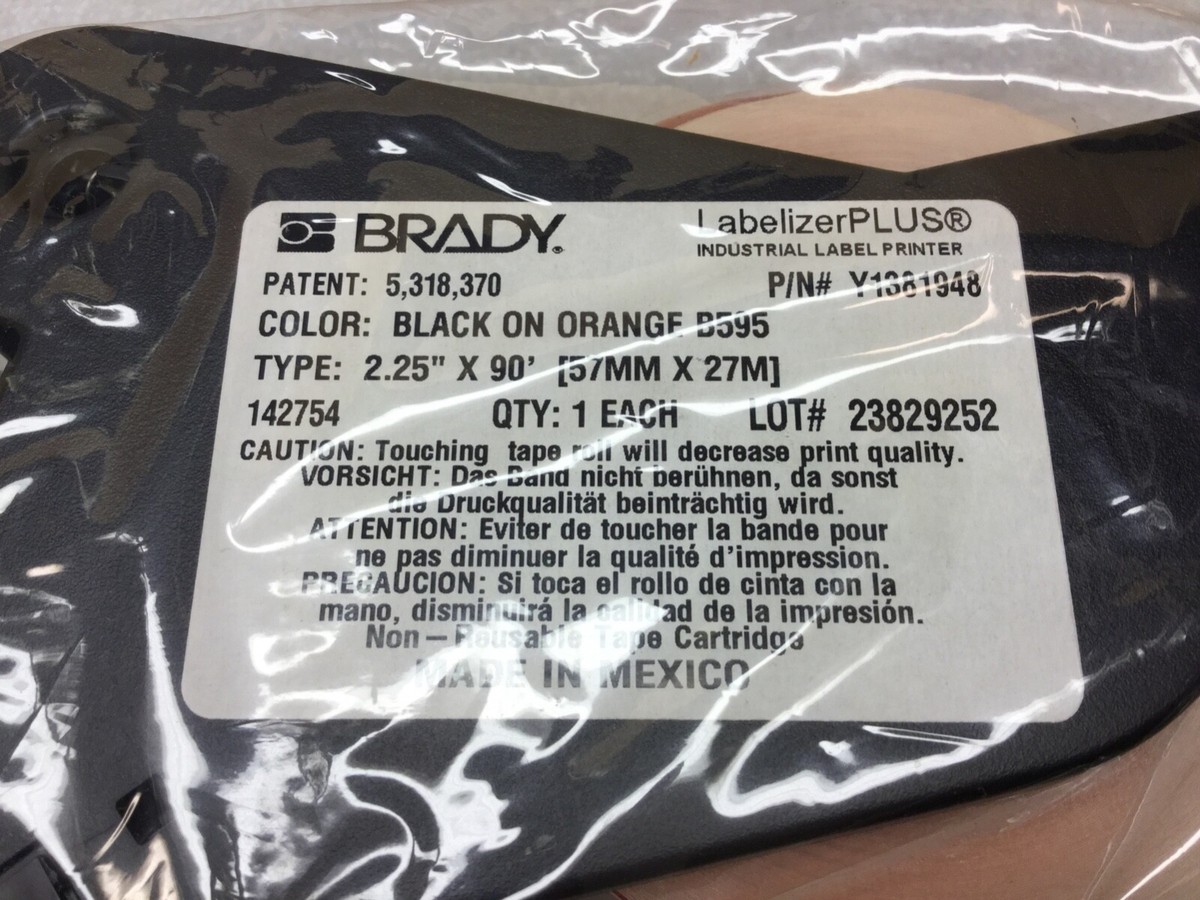 BRADY. LabelizerPLUS®
INDUSTRIAL LABEL PRINTER
PATENT: 5,318,370 P/N# Y1381948
COLOR: BLACK ON ORANGE B595
TYPE: 2.25" X 90' [57MM X 27M]
142754 QTY: 1 EACH LOT# 23829252
CAUTION: Touching tape roll will decrease print quality.
VORSICHT: Das Band nicht berühnen, da sonst
die Druckqualität beinträchtig wird.
ATTENTION: Eviter de toucher la bande pour
ne pas diminuer la qualité d'impression.
PRECAUCION: Si toca el rollo de cinta con la
mano, disminuirá la calidad de la impresión.
Non – Reusable Tape Cartridge
MADE IN MEXICO